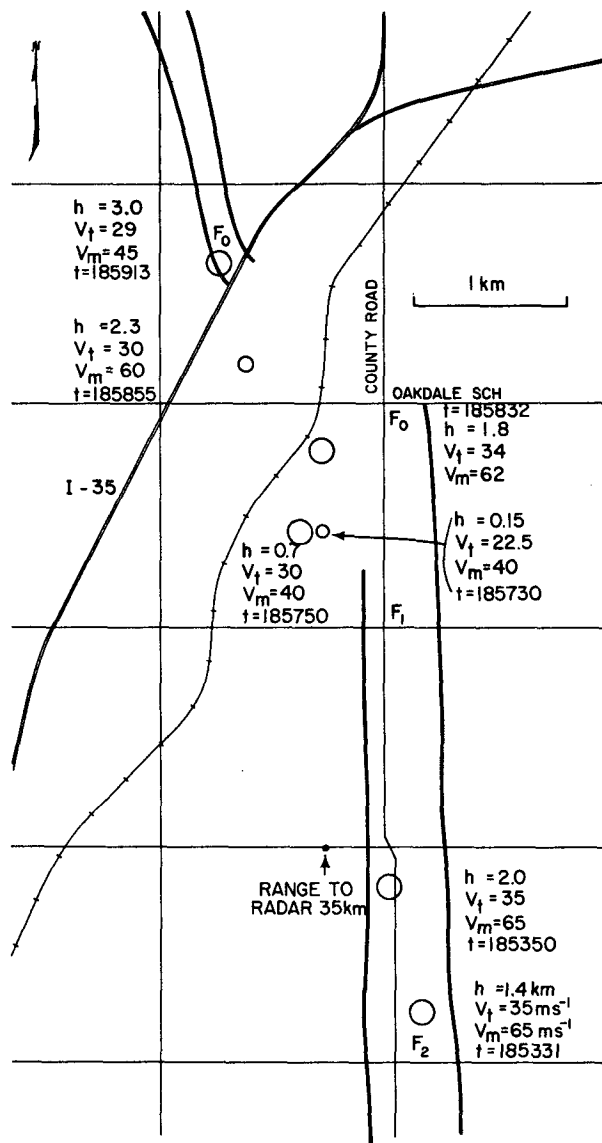 N
h = 3.0
Vt = 29
Vm = 45
t = 185913
F0
1 km
h = 2.3
Vt = 30
Vm = 60
t = 185855
COUNTY ROAD
OAKDALE SCH
t = 185832
F0
h = 1.8
Vt = 34
Vm = 62
I - 35
h = 0.15
Vt = 22.5
Vm = 40
t = 185730
h = 0.7
Vt = 30
Vm = 40
t = 185750
F1
RANGE TO
RADAR 35km
h = 2.0
Vt = 35
Vm = 65
t = 185350
h = 1.4 km
Vt = 35 ms⁻¹
Vm = 65 ms⁻¹
t = 185331
F2